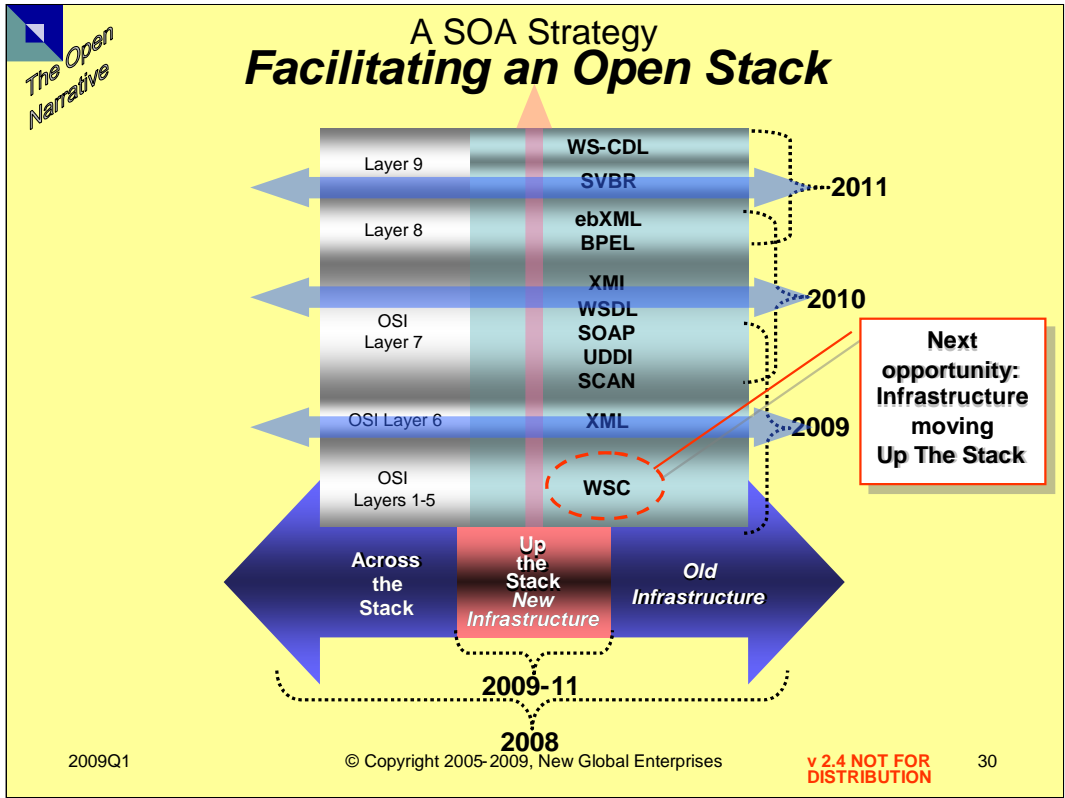 The Open
Narrative
A SOA Strategy
Facilitating an Open Stack
Layer 9
WS-CDL
SVBR
2011
Layer 8
ebXML
BPEL
XMI
2010
OSI
Layer 7
WSDL
SOAP
UDDI
SCAN
Next
opportunity:
Infrastructure
moving
Up The Stack
OSI Layer 6
XML
2009
OSI
Layers 1-5
WSC
Across
the
Stack
Up
the
Stack
New
Infrastructure
Old
Infrastructure
2009-11
2008
2009Q1
© Copyright 2005-2009, New Global Enterprises
v 2.4 NOT FOR
DISTRIBUTION
30